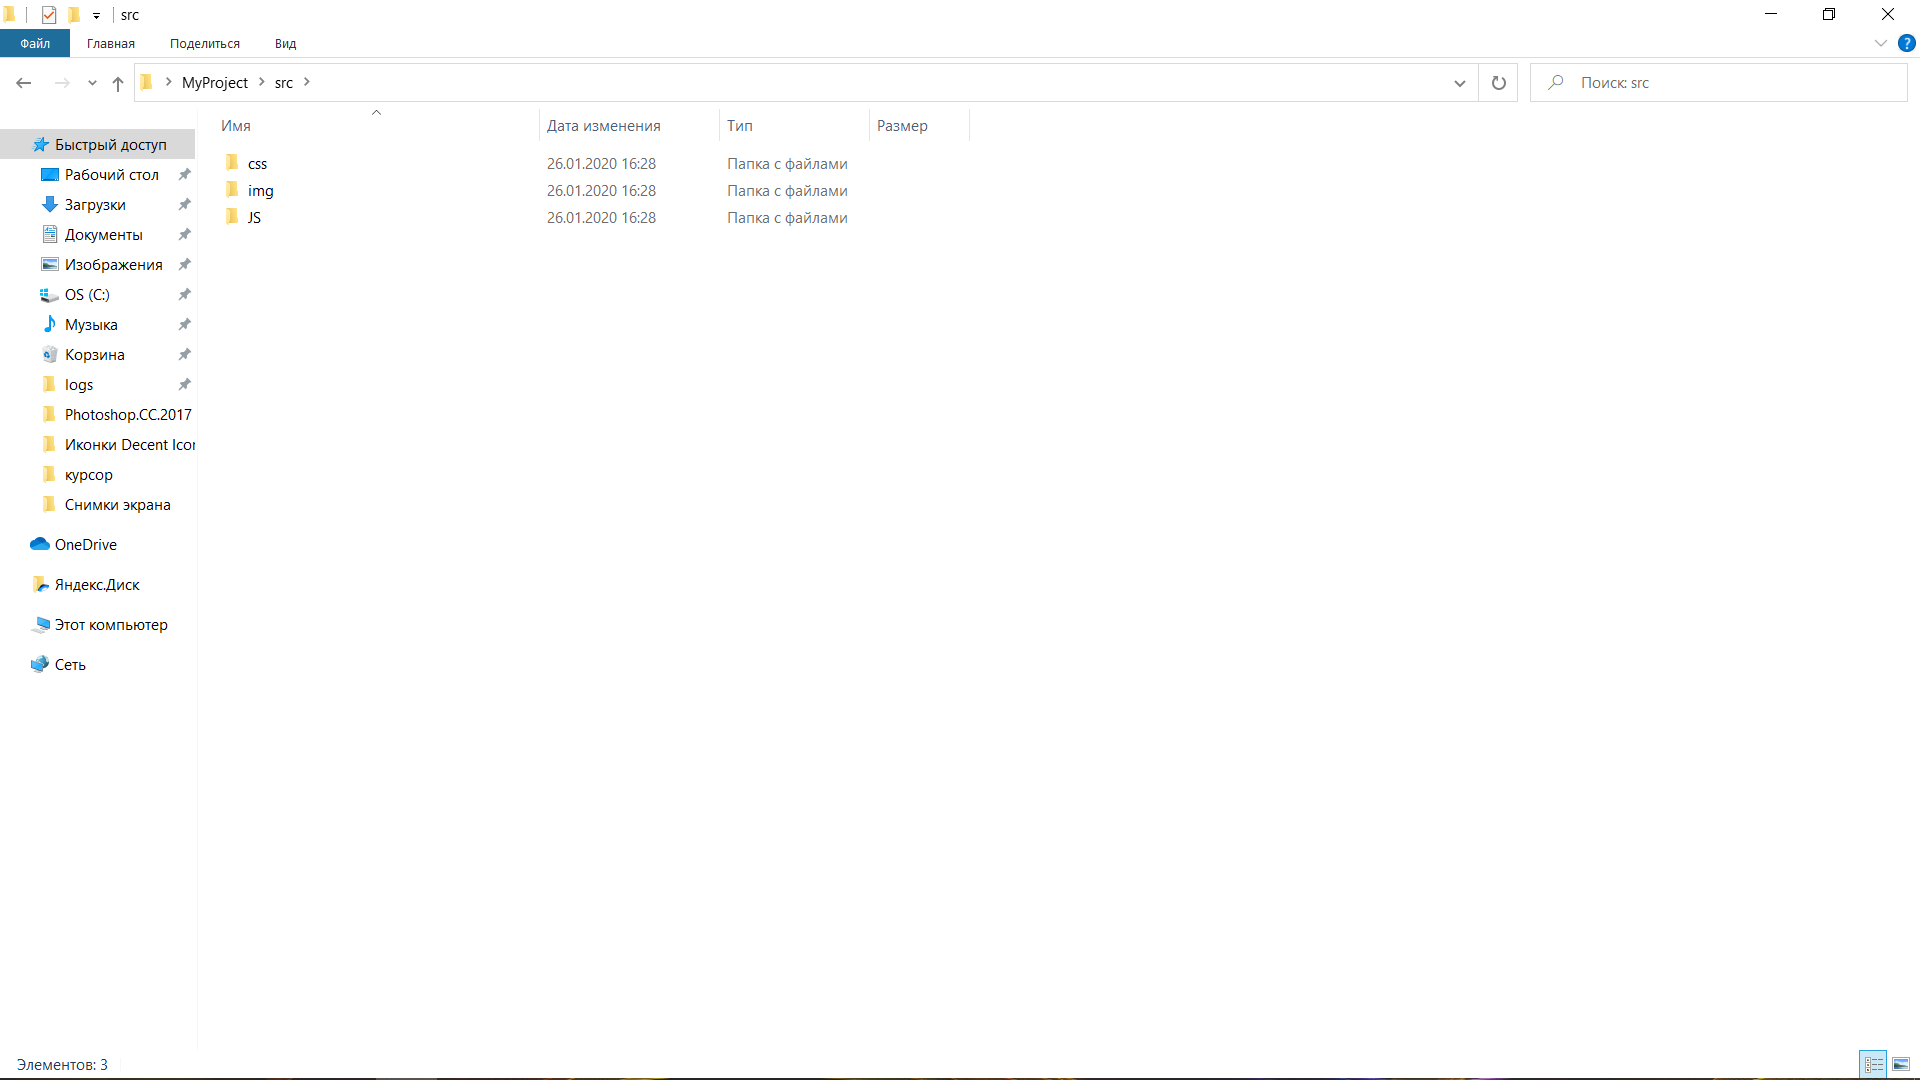 src
Файл Главная Поделиться Вид
MyProject src
Поиск: src
Имя Дата изменения Тип Размер
css 26.01.2020 16:28 Папка с файлами
img 26.01.2020 16:28 Папка с файлами
JS 26.01.2020 16:28 Папка с файлами
Быстрый доступ
Рабочий стол
Загрузки
Документы
Изображения
OS (C:)
Музыка
Корзина
logs
Photoshop.CC.2017
Иконки Decent Icon
курсор
Снимки экрана
OneDrive
Яндекс.Диск
Этот компьютер
Сеть
Элементов: 3